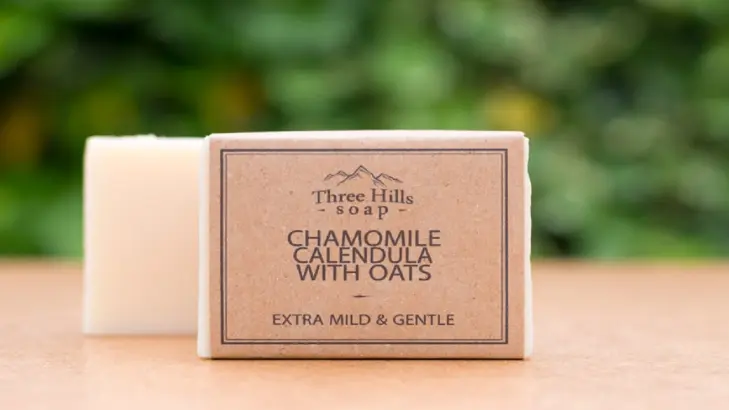 Three Hills
- soap -
CHAMOMILE
CALENDULA
WITH OATS
EXTRA MILD & GENTLE